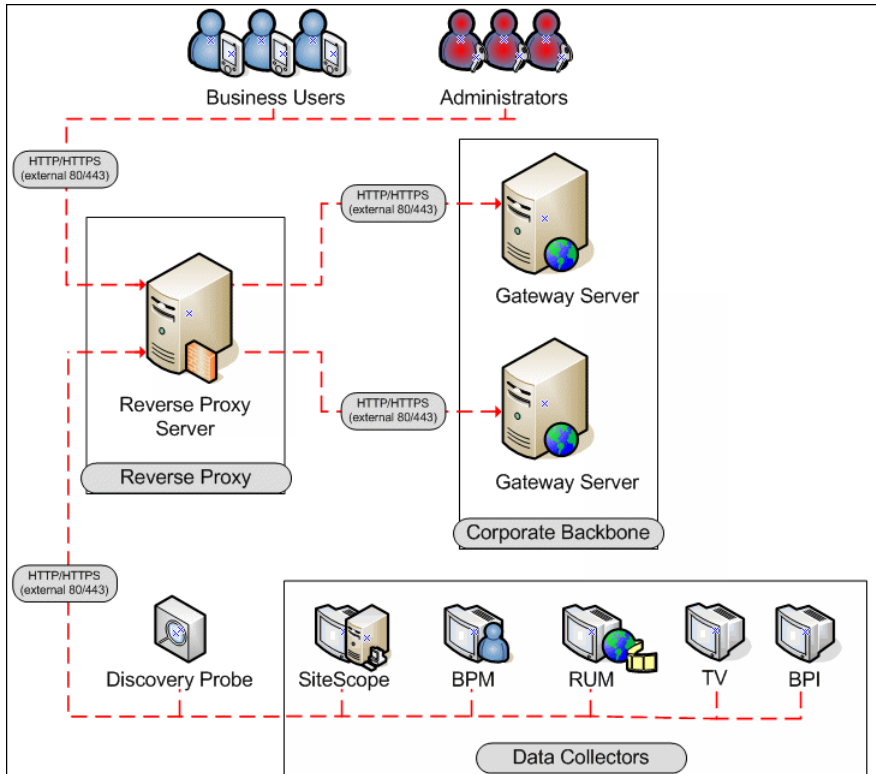 Business Users
Administrators
HTTP/HTTPS
(external 80/443)
HTTP/HTTPS
(external 80/443)
Gateway Server
Reverse Proxy
Server
HTTP/HTTPS
(external 80/443)
Reverse Proxy
Gateway Server
Corporate Backbone
HTTP/HTTPS
(external 80/443)
Discovery Probe
SiteScope
BPM
RUM
TV
BPI
Data Collectors